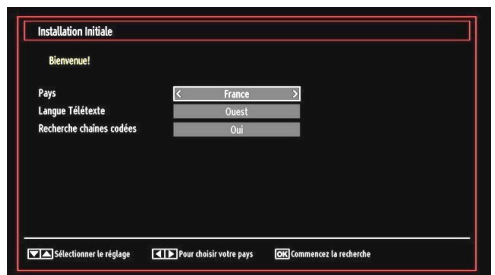 Installation Initiale
Bienvenue!
Pays < France >
Langue Télétexte Ouest
Recherche chaînes codées Oui
Sélectionner le réglage Pour choisir votre pays OK Commencez la recherche